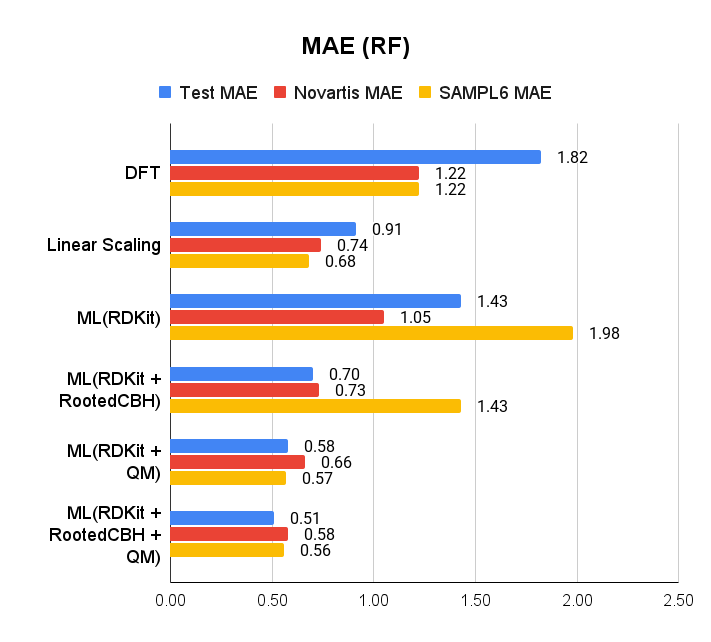 MAE (RF)
Test MAE Novartis MAE SAMPL6 MAE
DFT
1.82
1.22
1.22
Linear Scaling
0.91
0.74
0.68
ML(RDKit)
1.43
1.05
1.98
ML(RDKit +
RootedCBH)
0.70
0.73
1.43
ML(RDKit +
QM)
0.58
0.66
0.57
ML(RDKit +
RootedCBH +
QM)
0.51
0.58
0.56
0.00 0.50 1.00 1.50 2.00 2.50